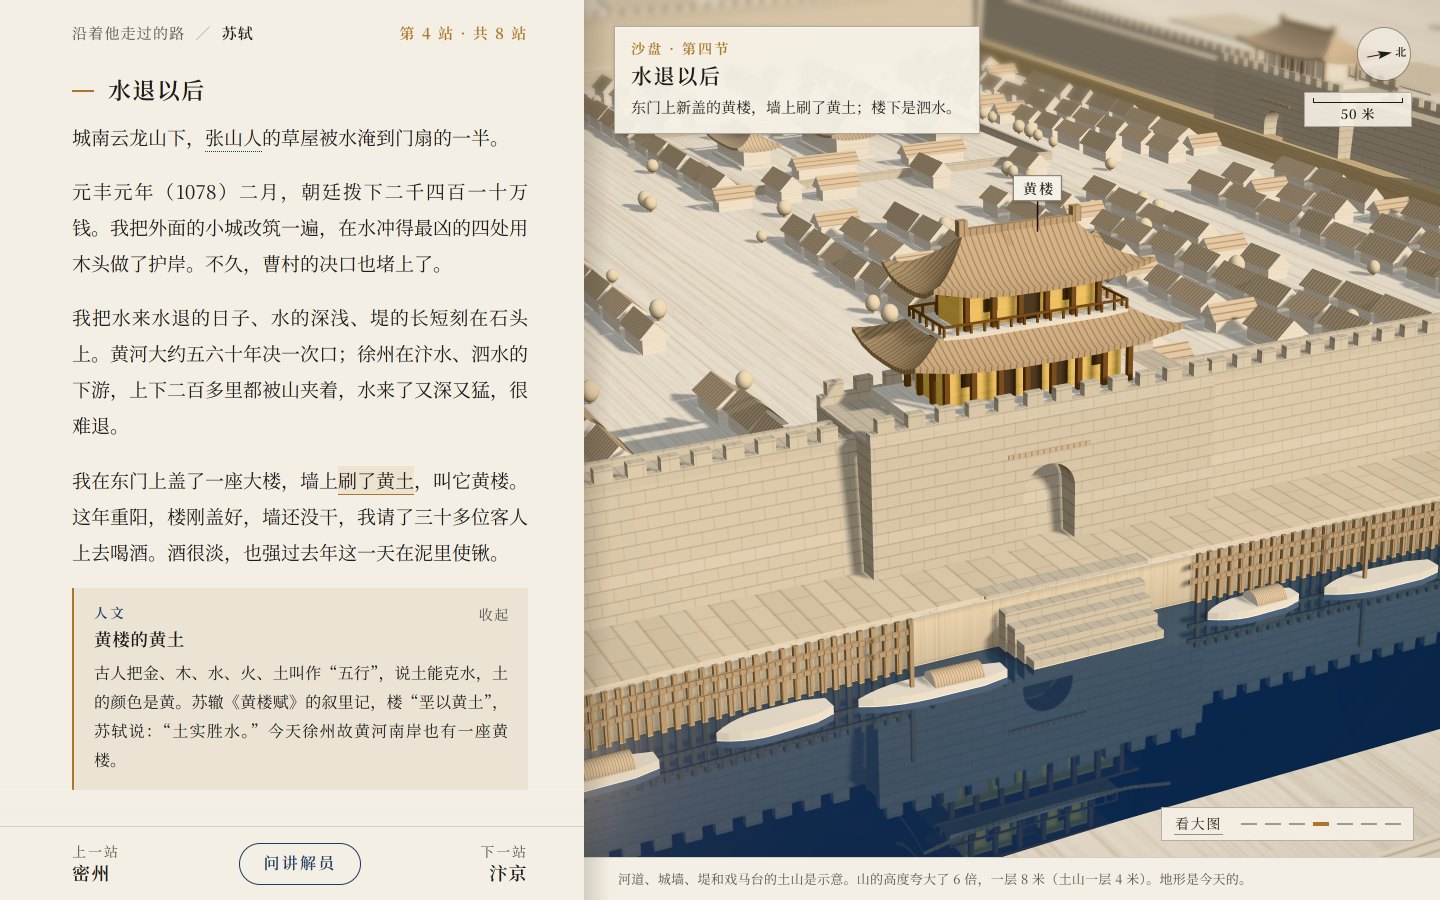 沿着他走过的路 ／ 苏轼
第 4 站 · 共 8 站
水退以后
城南云龙山下，张山人的草屋被水淹到门扇的一半。
元丰元年（1078）二月，朝廷拨下二千四百一十万
钱。我把外面的小城改筑一遍，在水冲得最凶的四处用
木头做了护岸。不久，曹村的决口也堵上了。
我把水来水退的日子、水的深浅、堤的长短刻在石头
上。黄河大约五六十年决一次口；徐州在汴水、泗水的
下游，上下二百多里都被山夹着，水来了又深又猛，很
难退。
我在东门上盖了一座大楼，墙上刷了黄土，叫它黄楼。
这年重阳，楼刚盖好，墙还没干，我请了三十多位客人
上去喝酒。酒很淡，也强过去年这一天在泥里使锹。
人文
收起
黄楼的黄土
古人把金、木、水、火、土叫作“五行”，说土能克水，土
的颜色是黄。苏辙《黄楼赋》的叙里记，楼“垩以黄土”，
苏轼说：“土实胜水。”今天徐州故黄河南岸也有一座黄
楼。
上一站
密州
问讲解员
下一站
汴京
沙盘 · 第四节
水退以后
东门上新盖的黄楼，墙上刷了黄土；楼下是泗水。
北
50 米
黄楼
看大图
河道、城墙、堤和戏马台的土山是示意。山的高度夸大了 6 倍，一层 8 米（土山一层 4 米）。地形是今天的。